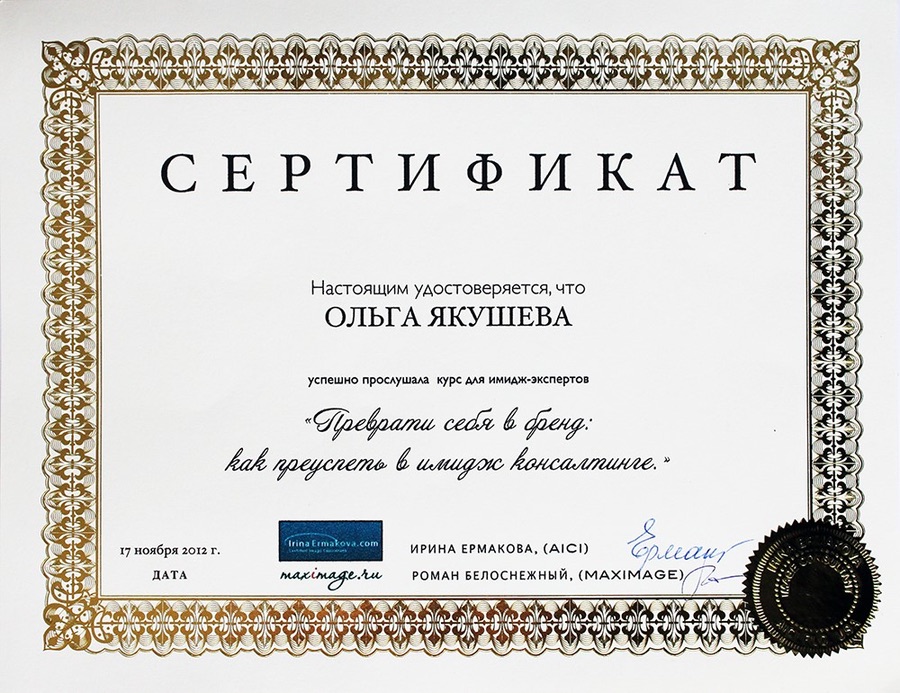 СЕРТИФИКАТ
Настоящим удостоверяется, что
ОЛЬГА ЯКУШЕВА
успешно прослушала курс для имидж-экспертов
«Преврати себя в бренд:
как преуспеть в имидж консалтинге.»
17 ноября 2012 г.
ДАТА
IrinaErmakova.com
maximage.ru
ИРИНА ЕРМАКОВА, (AICI)
РОМАН БЕЛОСНЕЖНЫЙ, (MAXIMAGE)